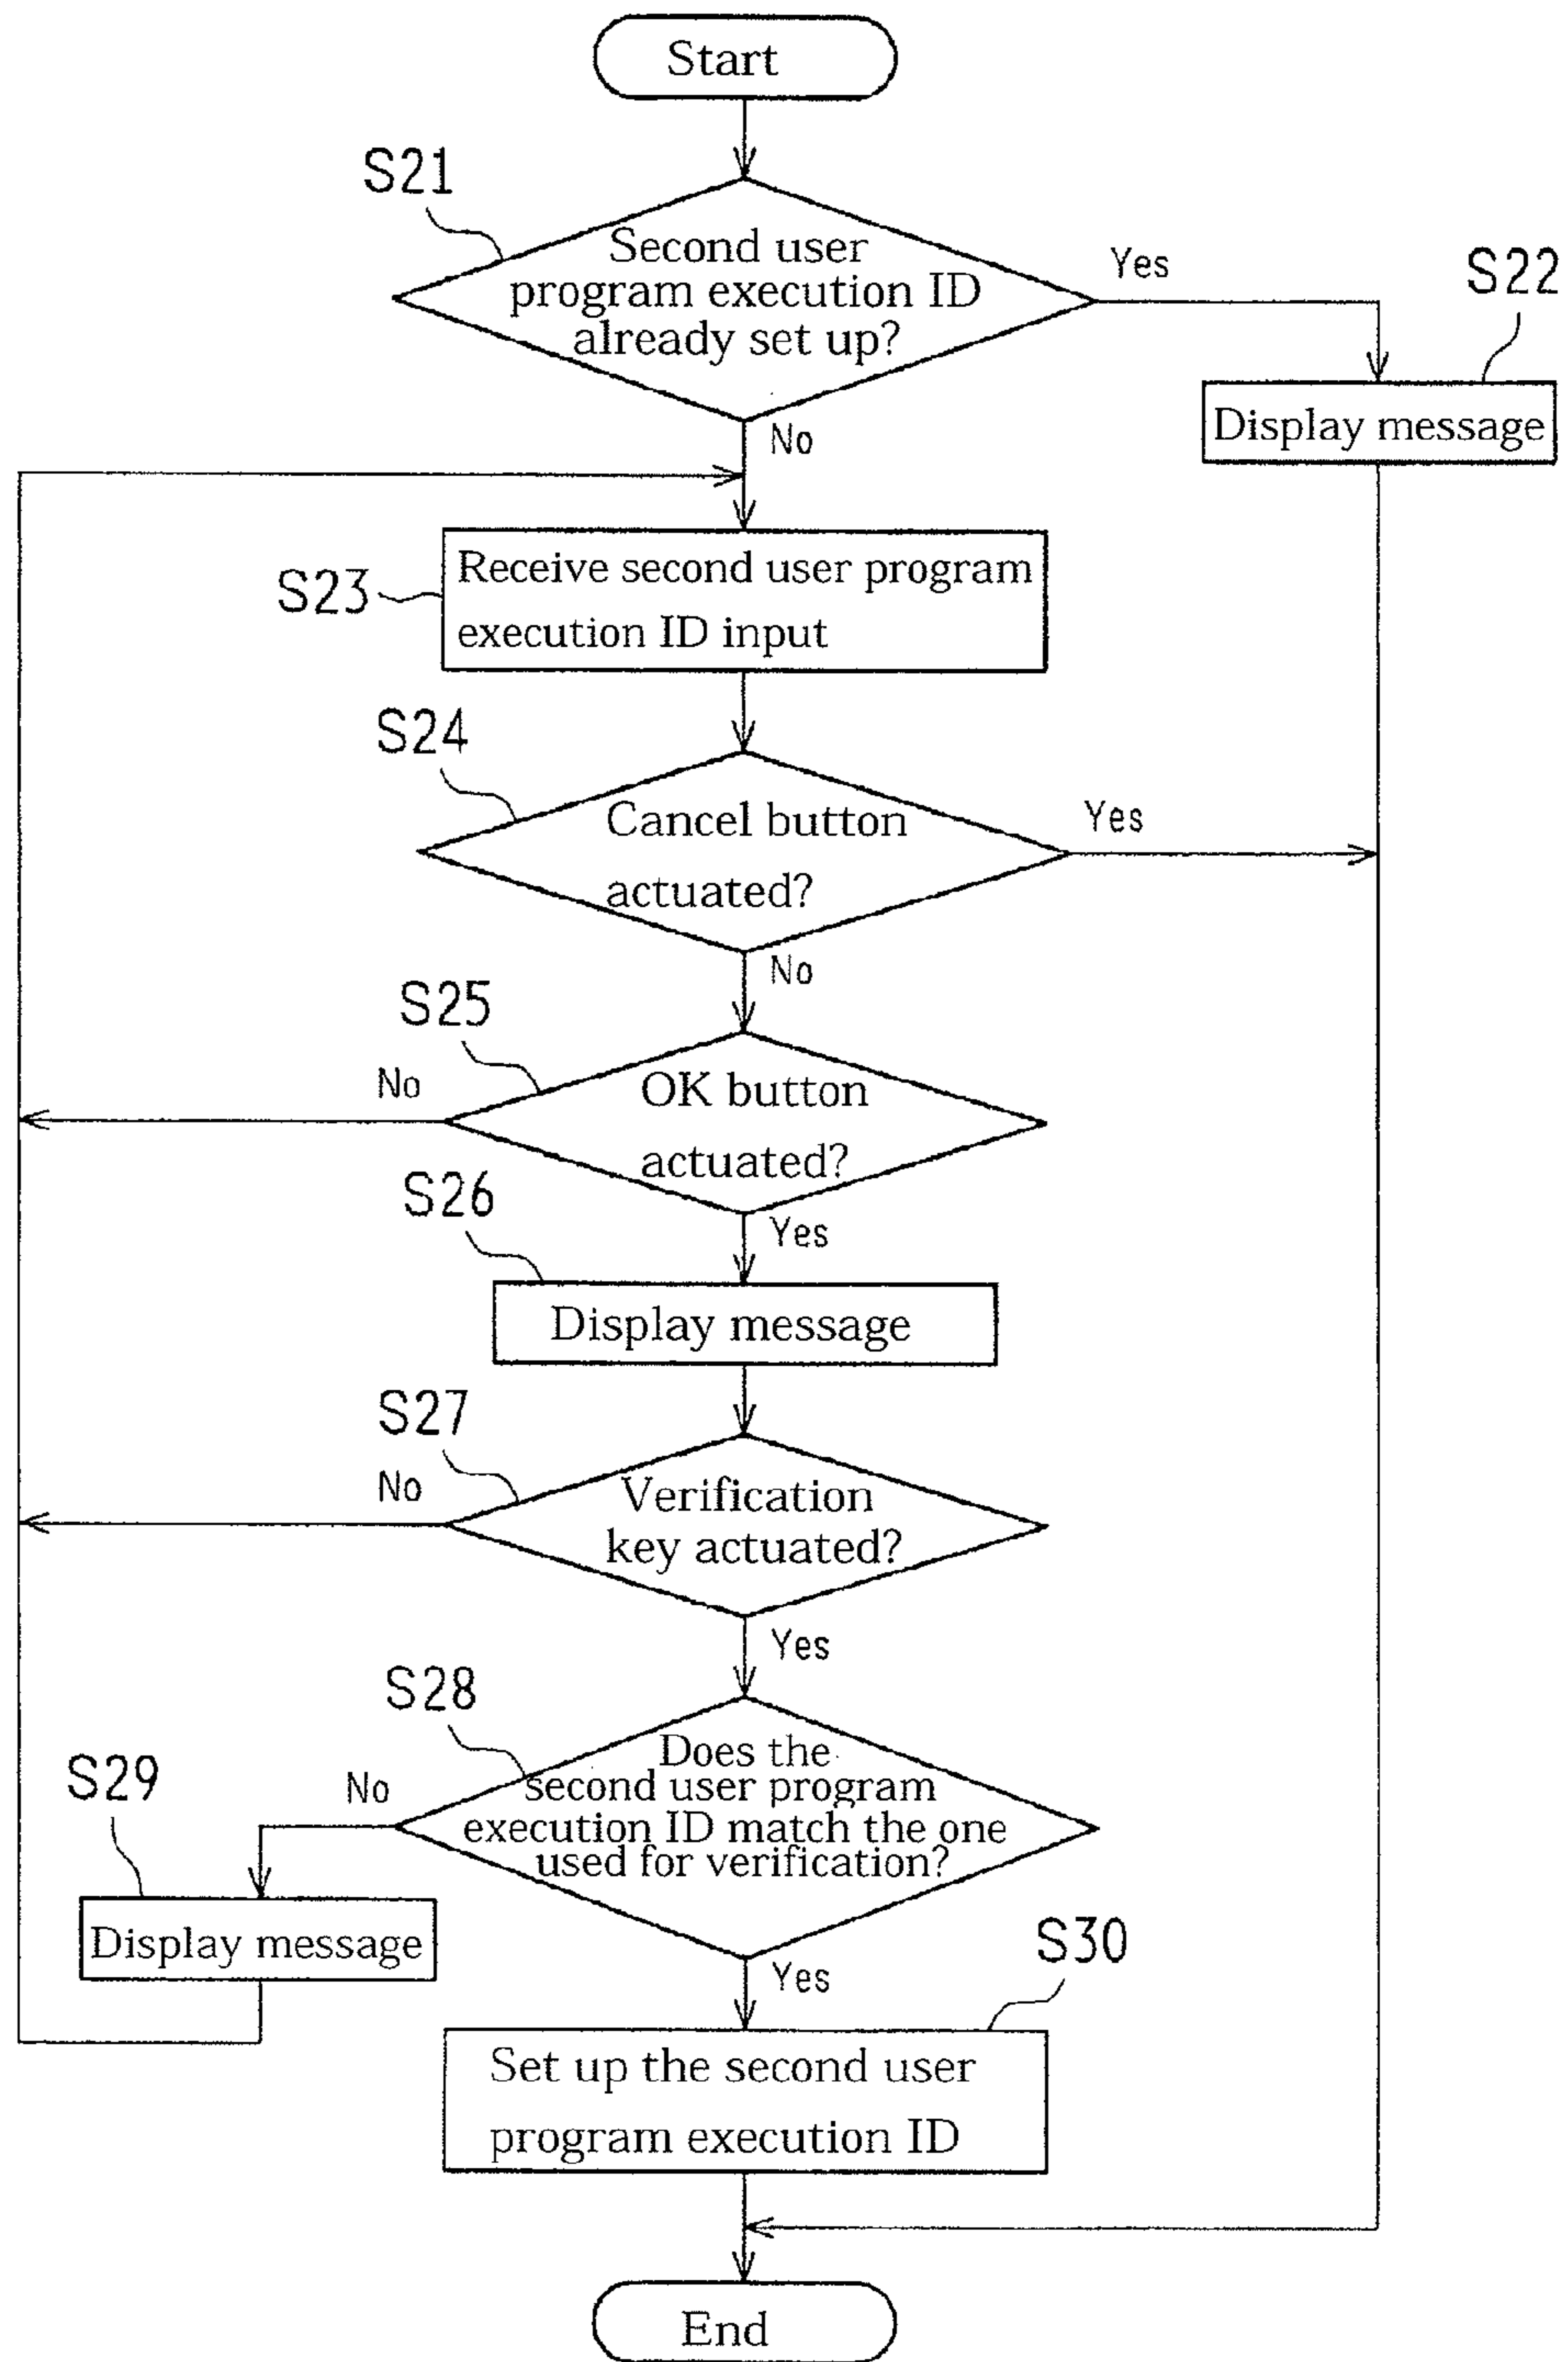 Start
S21
Second user
program execution ID
already set up?
Yes
S22
Display message
No
S23
Receive second user program
execution ID input
S24
Cancel button
actuated?
Yes
No
S25
No
OK button
actuated?
S26
Yes
Display message
S27
No
Verification
key actuated?
Yes
S28
Does the
second user program
execution ID match the one
used for verification?
No
S29
Display message
Yes
S30
Set up the second user
program execution ID
End